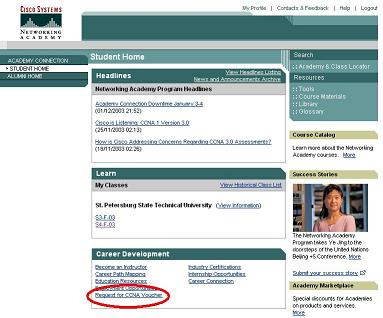 CISCO SYSTEMS
NETWORKING
ACADEMY
My Profile | Contacts & Feedback | Help | Logout
ACADEMY CONNECTION
STUDENT HOME
ALUMNI HOME
Student Home
Headlines
View Headlines Listing
News and Announcements Archive
Networking Academy Program Headlines
Academy Connection Downtime January 3-4
(01/12/2003 21:52)
Cisco is Listening: CCNA 1 Version 3.0
(25/11/2003 02:13)
How is Cisco Addressing Concerns Regarding CCNA 3.0 Assessments?
(18/11/2003 02:26)
Learn
My Classes
View Historical Class List
St. Petersburg State Technical University (View Information)
S3-F-03
S4-F-03
Career Development
Become an Instructor
Career Path Mapping
Education Resources
Request for CCNA Voucher
Industry Certifications
Internship Opportunities
Career Connection
Search
:: Academy & Class Locator
Resources
:: Tools
:: Course Materials
:: Library
:: Glossary
Course Catalog
Learn more about the Networking
Academy courses. More
Success Stories
The Networking Academy
Program takes Ye Jing to the
doorsteps of the United Nations
Beijing +5 Conference. More
Submit your success story
Academy Marketplace
Special discounts for Academies
on products and services.
More